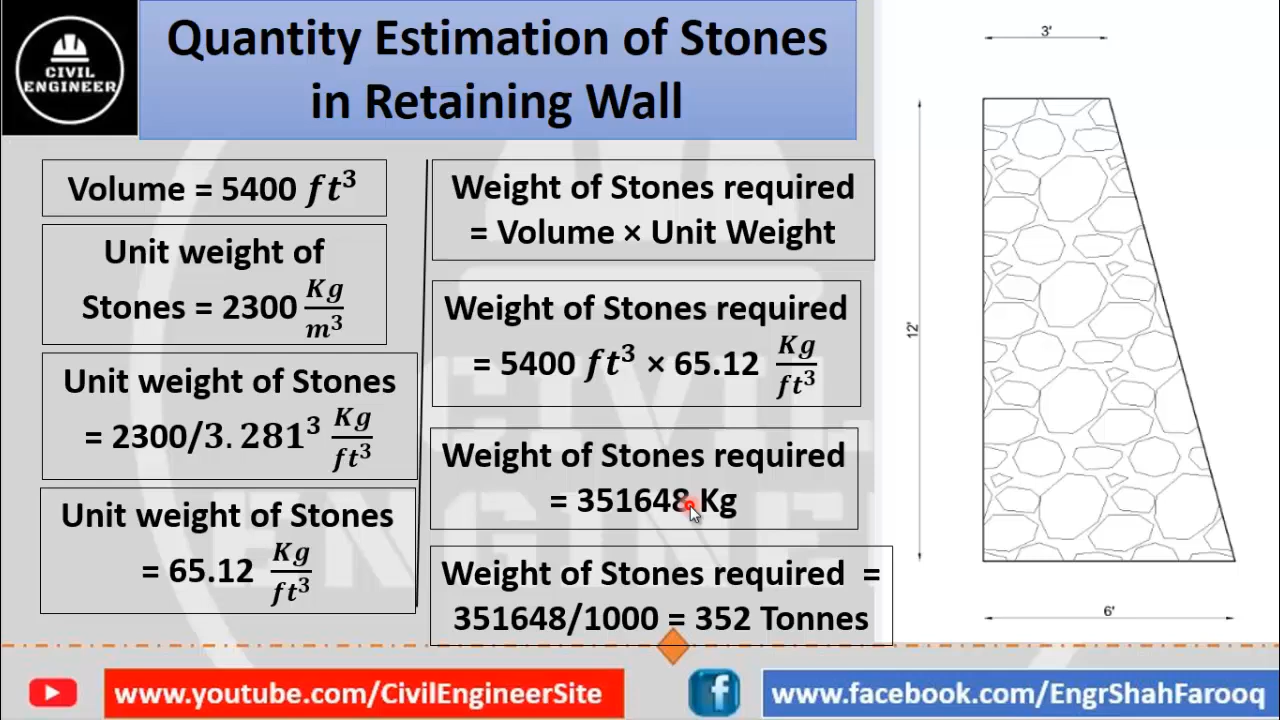 CIVIL
ENGINEER
Quantity Estimation of Stones
in Retaining Wall
Volume = 5400 ft³
Unit weight of
Stones = 2300 Kg/m³
Unit weight of Stones
= 2300/3.281³ Kg/ft³
Unit weight of Stones
= 65.12 Kg/ft³
Weight of Stones required
= Volume × Unit Weight
Weight of Stones required
= 5400 ft³ × 65.12 Kg/ft³
Weight of Stones required
= 351648 Kg
Weight of Stones required =
351648/1000 = 352 Tonnes
3'
12'
6'
CIVIL
ENGINEER
www.youtube.com/CivilEngineerSite
www.facebook.com/EngrShahFarooq